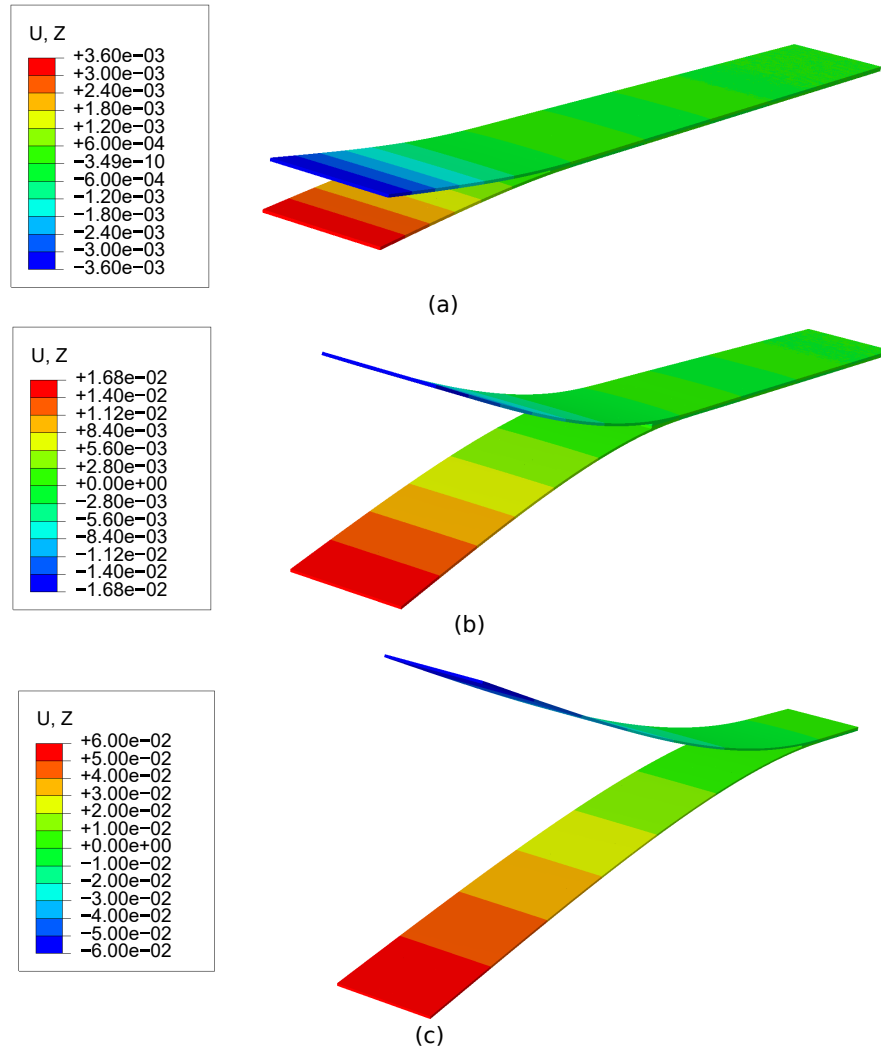 U, Z
+3.60e−03
+3.00e−03
+2.40e−03
+1.80e−03
+1.20e−03
+6.00e−04
−3.49e−10
−6.00e−04
−1.20e−03
−1.80e−03
−2.40e−03
−3.00e−03
−3.60e−03
(a)
U, Z
+1.68e−02
+1.40e−02
+1.12e−02
+8.40e−03
+5.60e−03
+2.80e−03
+0.00e+00
−2.80e−03
−5.60e−03
−8.40e−03
−1.12e−02
−1.40e−02
−1.68e−02
(b)
U, Z
+6.00e−02
+5.00e−02
+4.00e−02
+3.00e−02
+2.00e−02
+1.00e−02
+0.00e+00
−1.00e−02
−2.00e−02
−3.00e−02
−4.00e−02
−5.00e−02
−6.00e−02
(c)